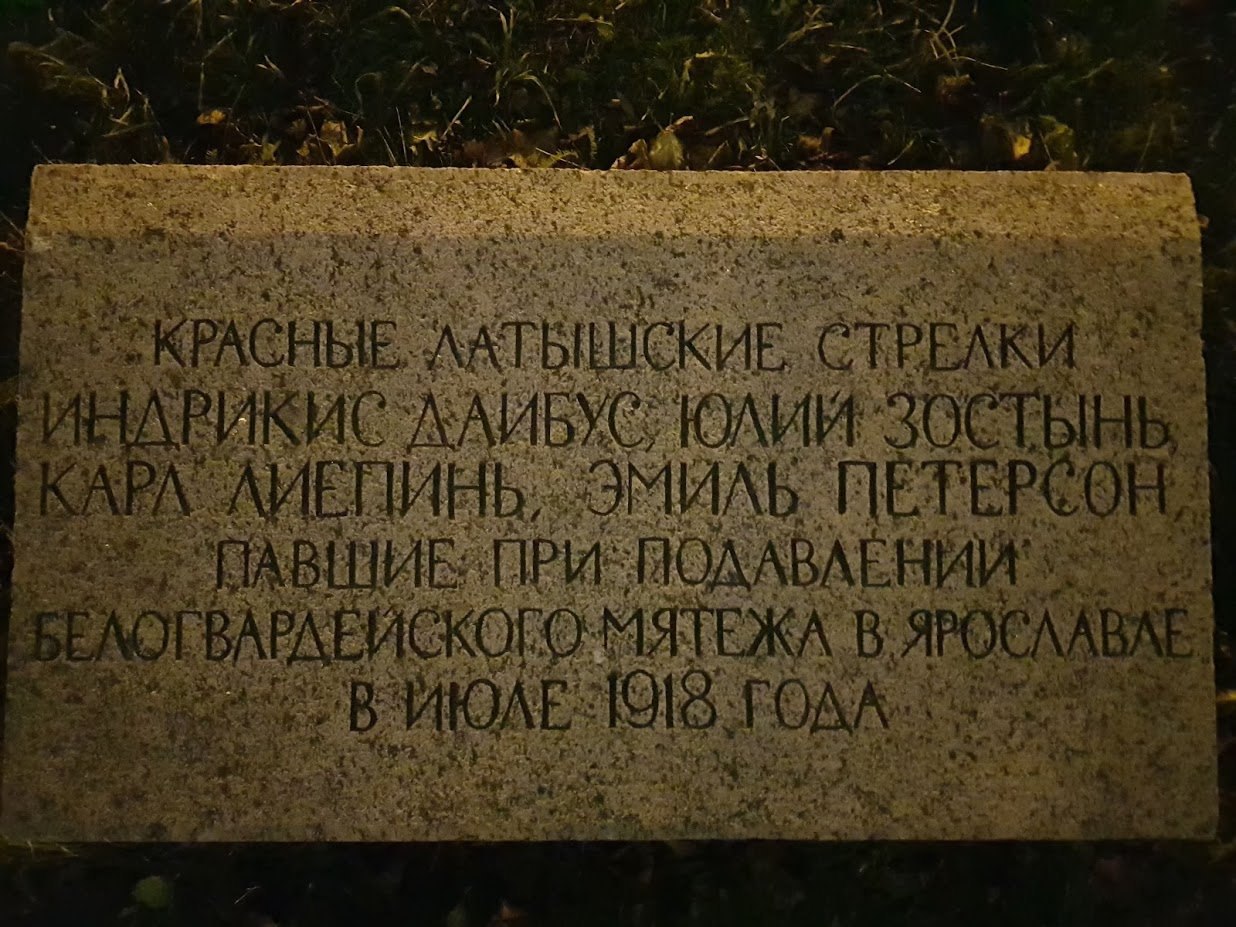 КРАСНЫЕ ЛАТЫШСКИЕ СТРЕЛКИ
ИНДРИКИС ДАЙБУС, ЮЛИЙ ЗОСТЫНЬ,
КАРЛ ЛИЕПИНЬ, ЭМИЛЬ ПЕТЕРСОН,
ПАВШИЕ ПРИ ПОДАВЛЕНИИ
БЕЛОГВАРДЕЙСКОГО МЯТЕЖА В ЯРОСЛАВЛЕ
В ИЮЛЕ 1918 ГОДА